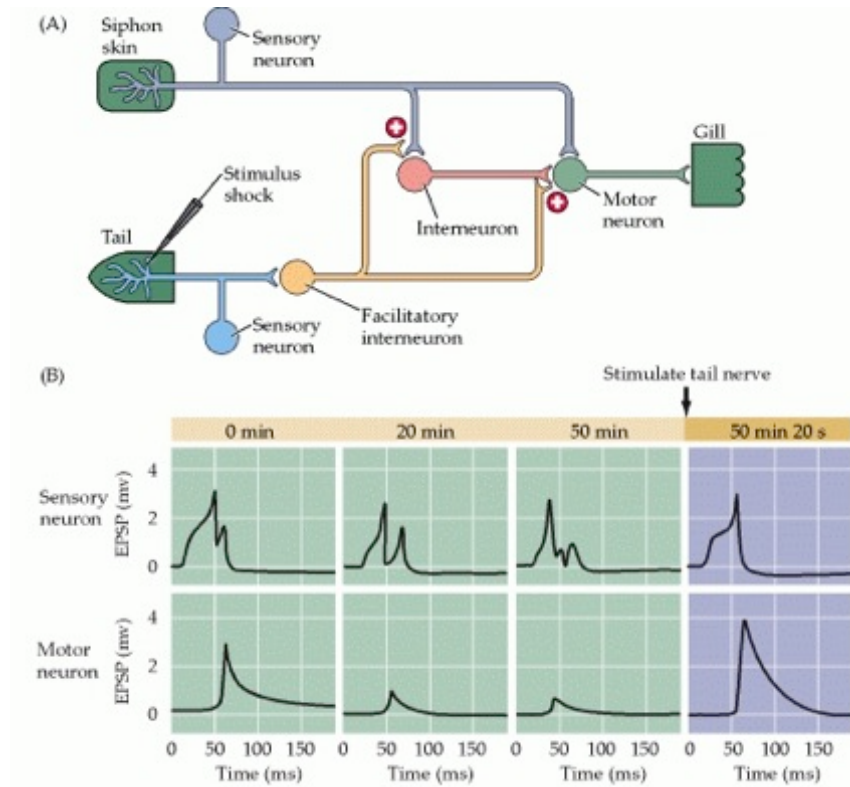 (A)
Siphon
skin
Sensory
neuron
Gill
Stimulus
shock
Interneuron
Motor
neuron
Tail
Sensory
neuron
Facilitatory
interneuron
(B)
Stimulate tail nerve
0 min 20 min 50 min 50 min 20 s
Sensory
neuron
EPSP (mv)
4
2
0
Motor
neuron
EPSP (mv)
4
2
0
0 50 100 150 0 50 100 150 0 50 100 150 0 50 100 150
Time (ms) Time (ms) Time (ms) Time (ms)